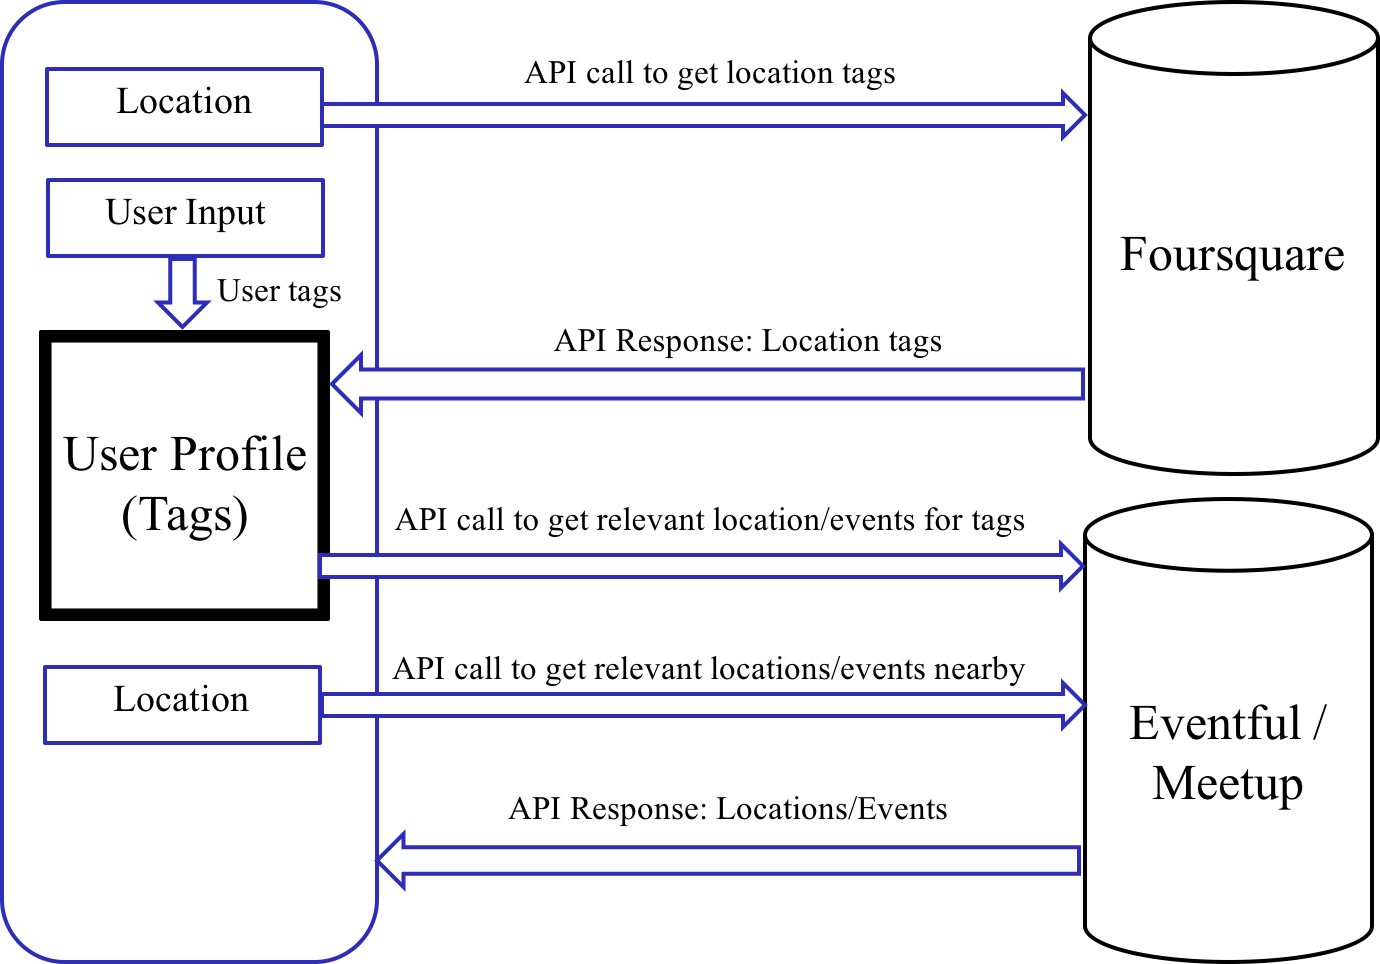 Location
API call to get location tags
User Input
User tags
Foursquare
API Response: Location tags
User Profile
(Tags)
API call to get relevant location/events for tags
Location
API call to get relevant locations/events nearby
Eventful /
Meetup
API Response: Locations/Events